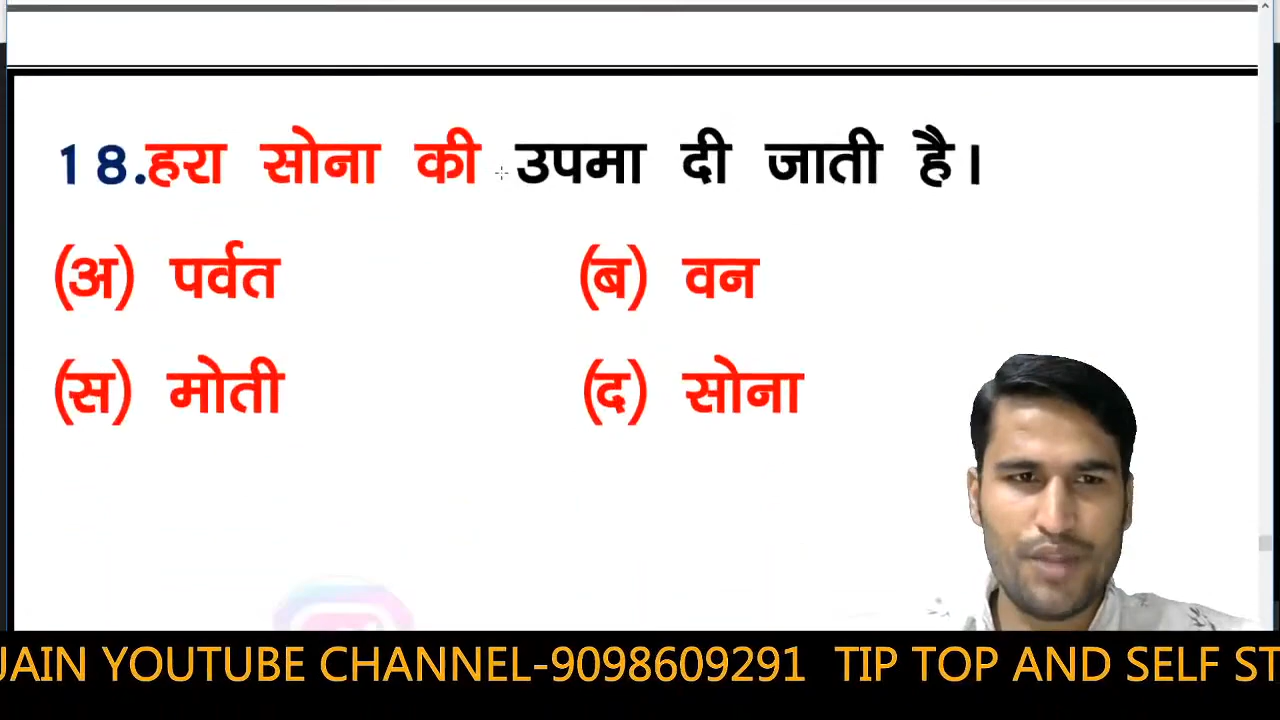 18.हरा सोना की उपमा दी जाती है।
(अ) पर्वत (ब) वन
(स) मोती (द) सोना
JAIN YOUTUBE CHANNEL-9098609291 TIP TOP AND SELF ST